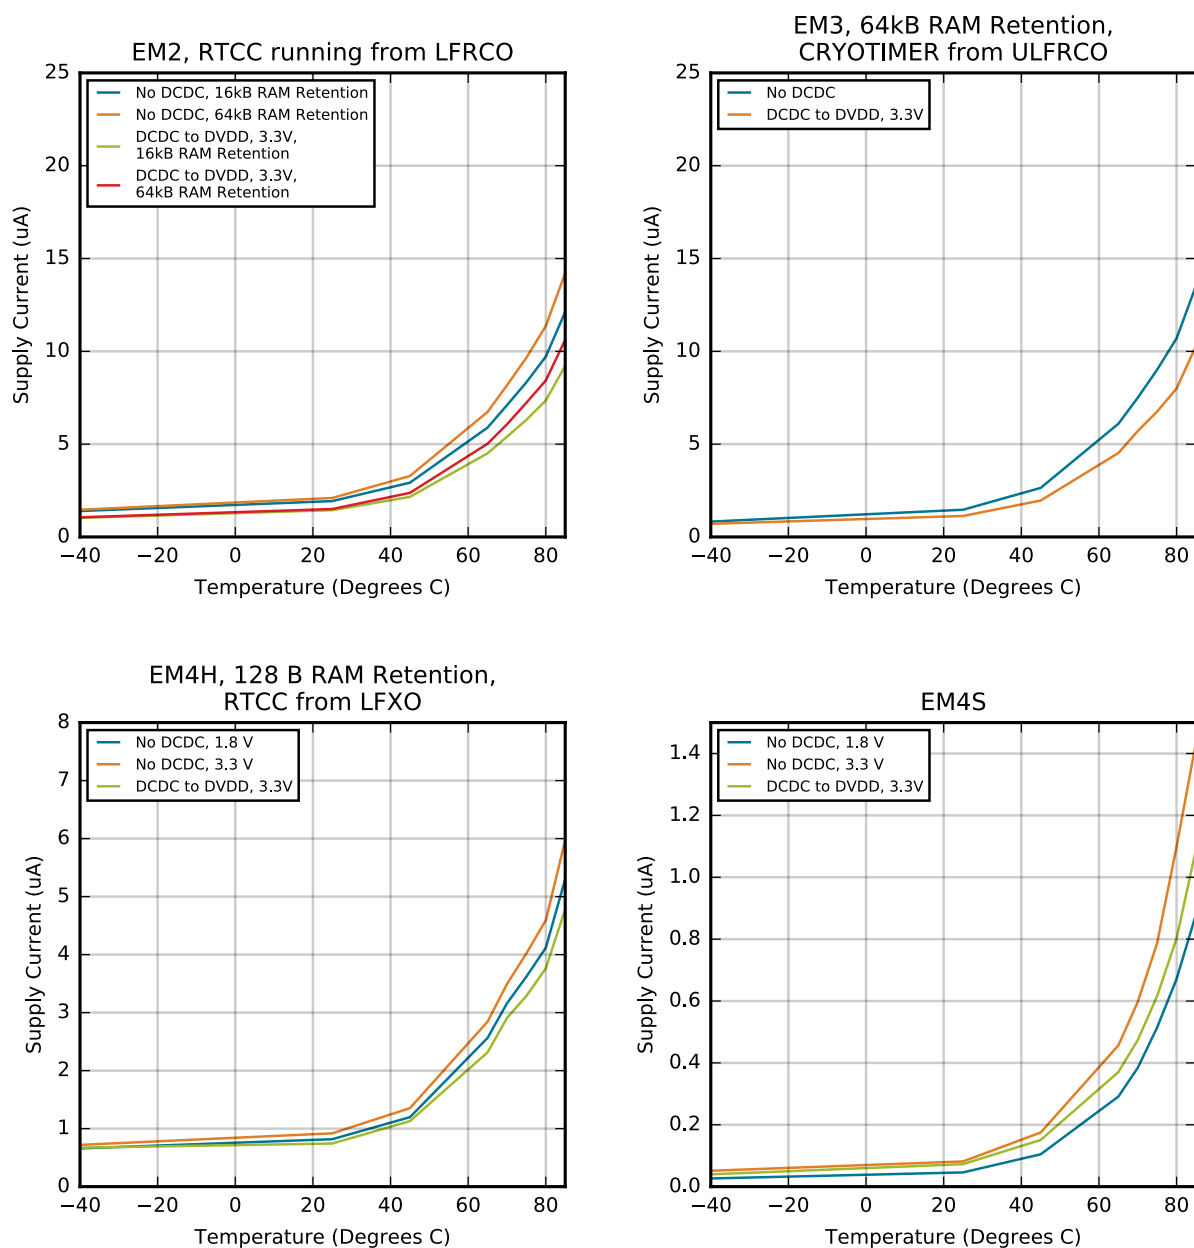 EM2, RTCC running from LFRCO
25
20
15
10
5
0
Supply Current (uA)
No DCDC, 16kB RAM Retention
No DCDC, 64kB RAM Retention
DCDC to DVDD, 3.3V,
16kB RAM Retention
DCDC to DVDD, 3.3V,
64kB RAM Retention
−40 −20 0 20 40 60 80
Temperature (Degrees C)
EM3, 64kB RAM Retention,
CRYOTIMER from ULFRCO
25
20
15
10
5
0
Supply Current (uA)
No DCDC
DCDC to DVDD, 3.3V
−40 −20 0 20 40 60 80
Temperature (Degrees C)
EM4H, 128 B RAM Retention,
RTCC from LFXO
8
7
6
5
4
3
2
1
0
Supply Current (uA)
No DCDC, 1.8 V
No DCDC, 3.3 V
DCDC to DVDD, 3.3V
−40 −20 0 20 40 60 80
Temperature (Degrees C)
EM4S
1.4
1.2
1.0
0.8
0.6
0.4
0.2
0.0
Supply Current (uA)
No DCDC, 1.8 V
No DCDC, 3.3 V
DCDC to DVDD, 3.3V
−40 −20 0 20 40 60 80
Temperature (Degrees C)